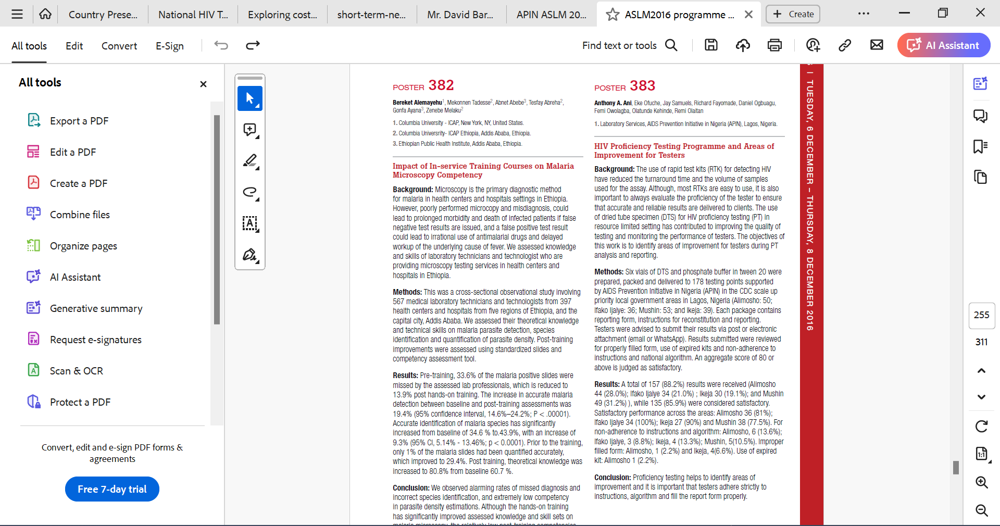 Country Prese...
National HIV T...
Exploring cost...
short-term-ne...
Mr. David Bar...
APIN ASLM 20...
ASLM2016 programme ...
Create
All tools
Edit
Convert
E-Sign
Find text or tools
AI Assistant
All tools
Export a PDF
Edit a PDF
Create a PDF
Combine files
Organize pages
AI Assistant
Generative summary
Request e-signatures
Scan & OCR
Protect a PDF
Convert, edit and e-sign PDF forms &
agreements
Free 7-day trial
POSTER 382
Bereket Alemayehu1, Mekonnen Tadesse2, Abnet Abebe3, Tesfay Abreha2,
Gonfa Ayana3, Zenebe Melaku2
1. Columbia University - ICAP, New York, NY, United States.
2. Columbia Univeresrity- ICAP Ethiopia, Addis Ababa, Ethiopia.
3. Ethiopian Public Health Institute, Addis Ababa, Ethiopia.
Impact of In-service Training Courses on Malaria
Microscopy Competency
Background: Microscopy is the primary diagnostic method
for malaria in health centers and hospitals settings in Ethiopia.
However, poorly performed microcopy and misdiagnosis, could
lead to prolonged morbidity and death of infected patients if false
negative test results are issued, and a false positive test result
could lead to irrational use of antimalarial drugs and delayed
workup of the underlying cause of fever. We assessed knowledge
and skills of laboratory technicians and technologist who are
providing microscopy testing services in health centers and
hospitals in Ethiopia.
Methods: This was a cross-sectional observational study involving
567 medical laboratory technicians and technologists from 397
health centers and hospitals from five regions of Ethiopia, and the
capital city, Addis Ababa. We assessed their theoretical knowledge
and technical skills on malaria parasite detection, species
identification and quantification of parasite density. Post-training
improvements were assessed using standardized slides and
competency assessment tool.
Results: Pre-training, 33.6% of the malaria positive slides were
missed by the assessed lab professionals, which is reduced to
13.9% post hands-on training. The increase in accurate malaria
detection between baseline and post-training assessments was
19.4% (95% confidence interval, 14.6%–24.2%; P < .00001).
Accurate identification of malaria species has significantly
increased from baseline of 34.6 % to.43.9%, with an increase of
9.3% (95% CI, 5.14% - 13.46%; p < 0.0001). Prior to the training,
only 1% of the malaria slides had been quantified accurately,
which improved to 29.4%. Post training, theoretical knowledge was
increased to 80.8% from baseline 60.7 %.
Conclusion: We observed alarming rates of missed diagnosis and
incorrect species identification, and extremely low competency
in parasite density estimations. Although the hands-on training
has significantly improved assessed knowledge and skill sets on
POSTER 383
Anthony A. Ani, Eke Ofuche, Jay Samuels, Richard Fayomade, Daniel Ogbuagu,
Femi Owolagba, Olatunde Kehinde, Remi Olaitan
1. Laboratory Services, AIDS Prevention Initiative in Nigeria (APIN), Lagos, Nigeria.
HIV Proficiency Testing Programme and Areas of
Improvement for Testers
Background: The use of rapid test kits (RTK) for detecting HIV
have reduced the turnaround time and the volume of samples
used for the assay. Although, most RTKs are easy to use, it is also
important to always evaluate the proficiency of the tester to ensure
that accurate and reliable results are delivered to clients. The use
of dried tube specimen (DTS) for HIV proficiency testing (PT) in
resource limited setting has contributed to improving the quality of
testing and monitoring the performance of testers. The objectives of
this work is to identify areas of improvement for testers during PT
analysis and reporting.
Methods: Six vials of DTS and phosphate buffer in tween 20 were
prepared, packed and delivered to 178 testing points supported
by AIDS Prevention Initiative in Nigeria (APIN) in the CDC scale up
priority local government areas in Lagos, Nigeria (Alimosho: 50;
Ifako Ijaiye: 36; Mushin: 53; and Ikeja: 39). Each package contains
reporting form, instructions for reconstitution and reporting.
Testers were advised to submit their results via post or electronic
attachment (email or WhatsApp). Results submitted were reviewed
for properly filled form, use of expired kits and non-adherence to
instructions and national algorithm. An aggregate score of 80 or
above is judged as satisfactory.
Results: A total of 157 (88.2%) results were received (Alimosho
44 (28.0%); Ifako Ijaiye 34 (21.0%) ; Ikeja 30 (19.1%); and Mushin
49 (31.2%) ), while 135 (85.9%) were considered satisfactory.
Satisfactory performance across the areas: Alimosho 36 (81%);
Ifako Ijaiye 34 (100%); Ikeja 27 (90%) and Mushin 38 (77.5%). For
non-adherence to instructions and algorithm: Alimosho, 6 (13.6%);
Ifako Ijaiye, 3 (8.8%); Ikeja, 4 (13.3%); Mushin, 5(10.5%). Improper
filled form: Alimosho, 1 (2.2%) and Ikeja, 4(6.6%). Use of expired
kit: Alimosho 1 (2.2%).
Conclusion: Proficiency testing helps to identify areas of
improvement and it is important that testers adhere strictly to
instructions, algorithm and fill the report form properly.
| TUESDAY, 6 DECEMBER – THURSDAY, 8 DECEMBER 2016
255
311
1:1